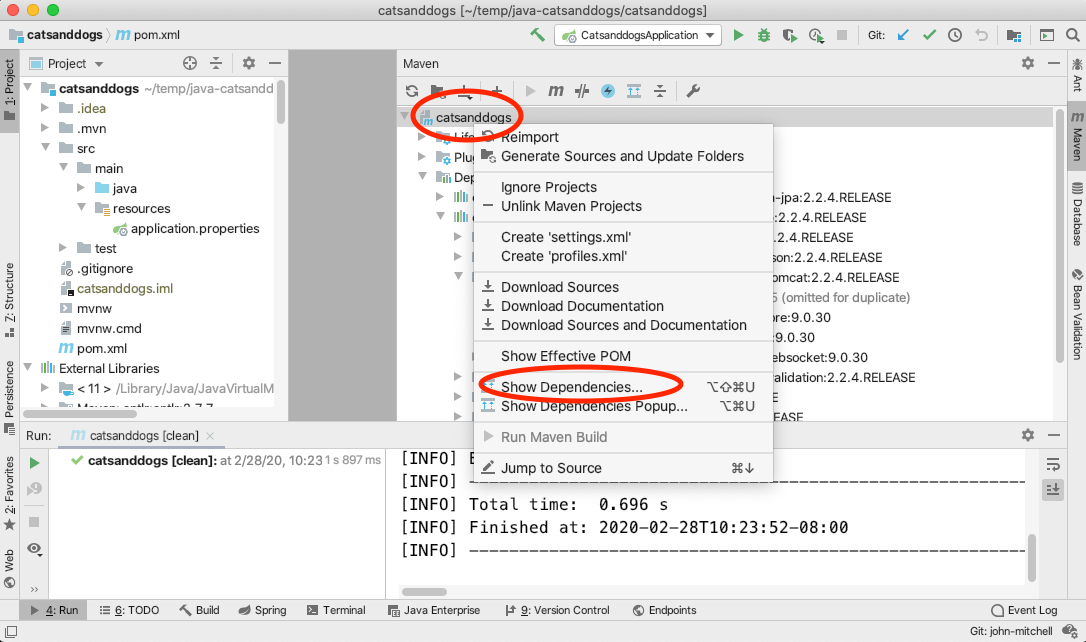 catsanddogs [~/temp/java-catsanddogs/catsanddogs]
catsanddogs
pom.xml
CatsanddogsApplication
Git:
1: Project
Z: Structure
Persistence
2: Favorites
Web
Project
catsanddogs ~/temp/java-catsandd
.idea
.mvn
src
main
java
resources
application.properties
test
.gitignore
catsanddogs.iml
mvnw
mvnw.cmd
pom.xml
External Libraries
< 11 > /Library/Java/JavaVirtualM
Maven
catsanddogs
Reimport
Generate Sources and Update Folders
Ignore Projects
Unlink Maven Projects
Create 'settings.xml'
Create 'profiles.xml'
Download Sources
Download Documentation
Download Sources and Documentation
Show Effective POM
Show Dependencies... ⌥⇧⌘U
Show Dependencies Popup... ⌥⌘U
Run Maven Build
Jump to Source ⌘↓
a-jpa:2.2.4.RELEASE
:2.2.4.RELEASE
.RELEASE
son:2.2.4.RELEASE
omcat:2.2.4.RELEASE
5 (omitted for duplicate)
ore:9.0.30
:9.0.30
ebsocket:9.0.30
validation:2.2.4.RELEASE
Ant
Maven
Database
Bean Validation
Run:
catsanddogs [clean]
catsanddogs [clean]: at 2/28/20, 10:23 1 s 897 ms
[INFO]
[INFO] ------------------------------------------------------------------------
[INFO] Total time:  0.696 s
[INFO] Finished at: 2020-02-28T10:23:52-08:00
[INFO] ------------------------------------------------------------------------
4: Run
6: TODO
Build
Spring
Terminal
Java Enterprise
9: Version Control
Endpoints
Event Log
Git: john-mitchell